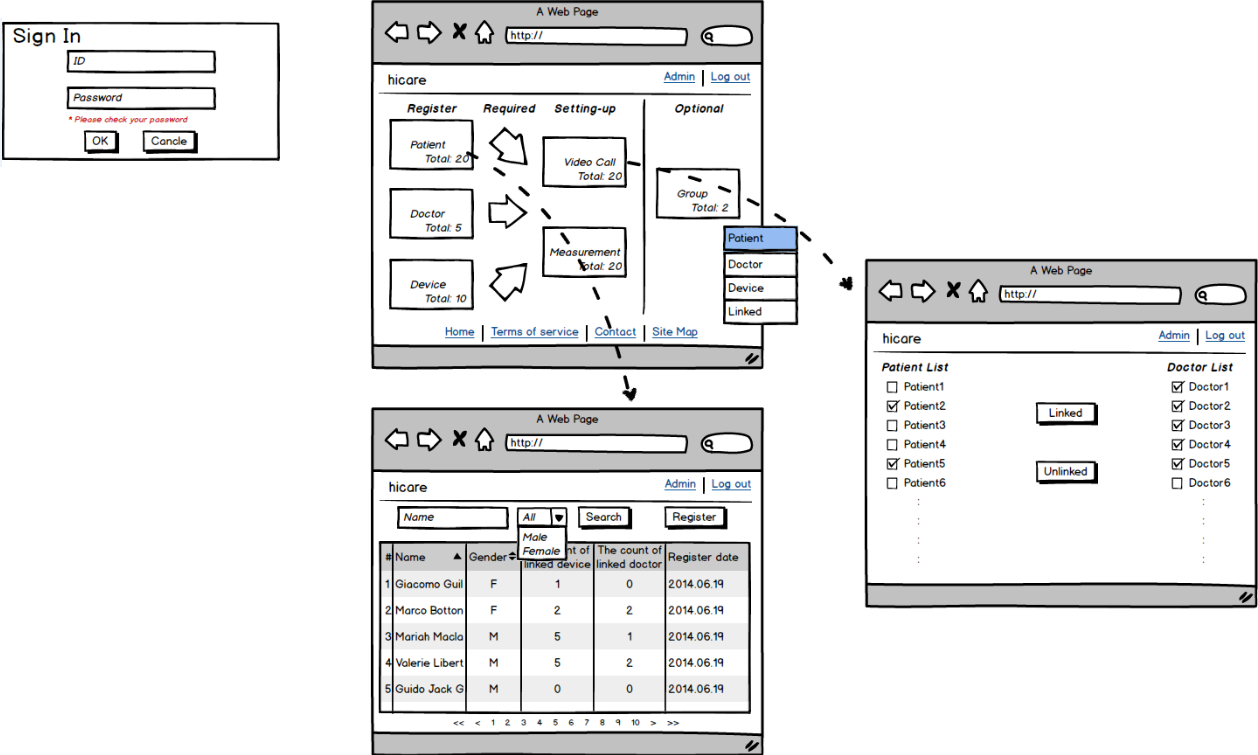 Sign In
ID
Password
* Please check your password
OK
Cancle
A Web Page
http://
hicare
Admin
Log out
Register
Required
Setting-up
Optional
Patient
Total: 20
Doctor
Total: 5
Device
Total: 10
Video Call
Total: 20
Measurement
Total: 20
Group
Total: 2
Patient
Doctor
Device
Linked
Home
Terms of service
Contact
Site Map
A Web Page
http://
hicare
Admin
Log out
Patient List
Doctor List
Patient1
Patient2
Patient3
Patient4
Patient5
Patient6
Linked
Unlinked
Doctor1
Doctor2
Doctor3
Doctor4
Doctor5
Doctor6
A Web Page
http://
hicare
Admin
Log out
Name
All
Male
Female
Search
Register
# Name Gender
of
linked device
The count of
linked doctor
Register date
1 Giacomo Guil F 1 0 2014.06.19
2 Marco Botton F 2 2 2014.06.19
3 Mariah Macla M 5 1 2014.06.19
4 Valerie Libert M 5 2 2014.06.19
5 Guido Jack G M 0 0 2014.06.19
<< < 1 2 3 4 5 6 7 8 9 10 > >>